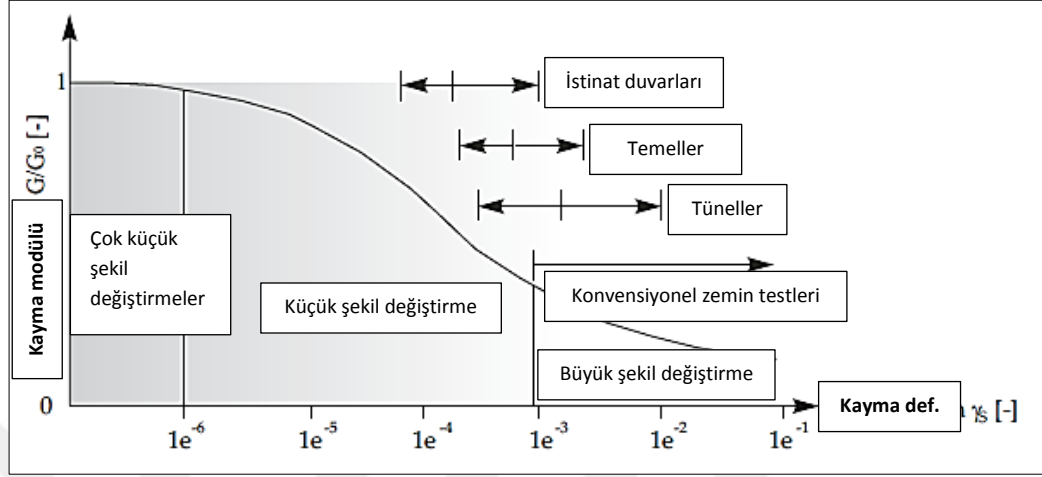 1
İstinat duvarları
Temeller
Tüneller
G/G₀ [-]
Kayma modülü
Çok küçük
şekil
değiştirmeler
Küçük şekil değiştirme
Konvensiyonel zemin testleri
Büyük şekil değiştirme
0
Kayma def.
γₛ [-]
1e⁻⁶
1e⁻⁵
1e⁻⁴
1e⁻³
1e⁻²
1e⁻¹